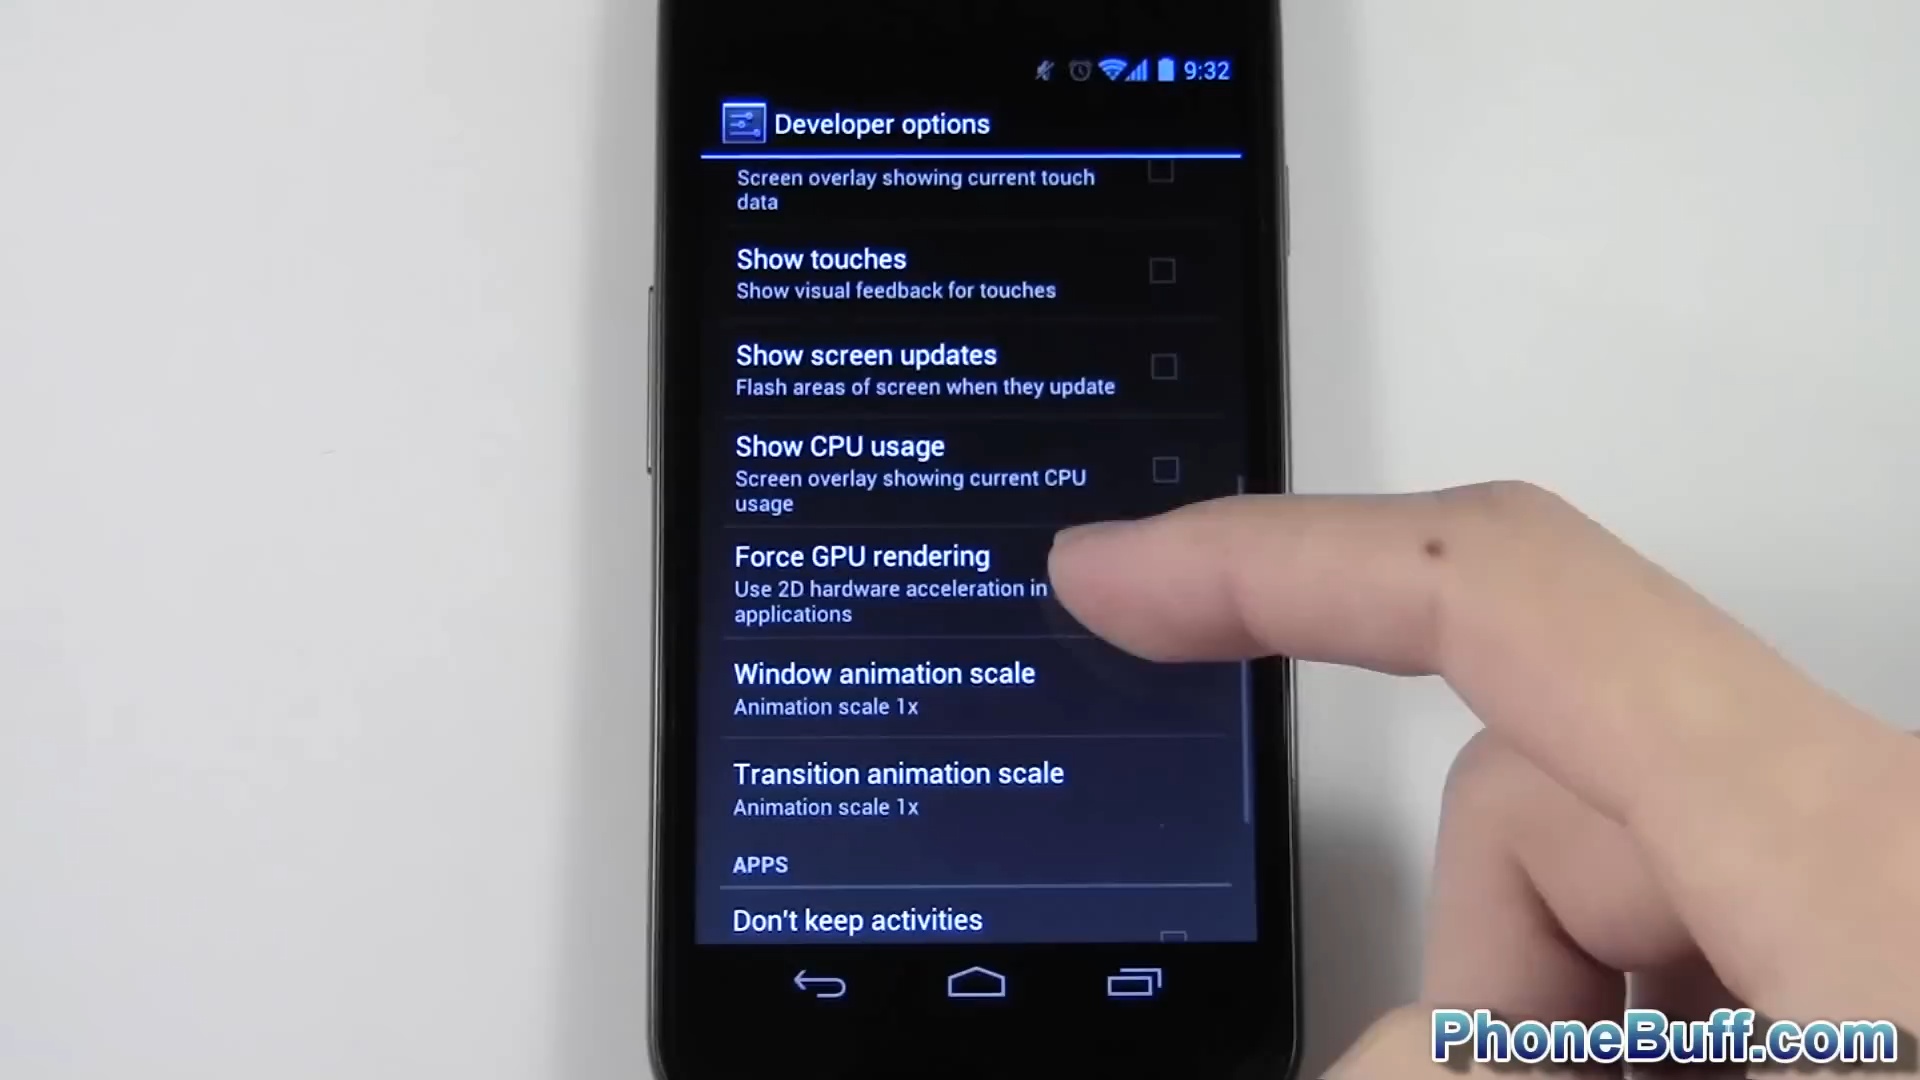 9:32
Developer options
Screen overlay showing current touch
data
Show touches
Show visual feedback for touches
Show screen updates
Flash areas of screen when they update
Show CPU usage
Screen overlay showing current CPU
usage
Force GPU rendering
Use 2D hardware acceleration in
applications
Window animation scale
Animation scale 1x
Transition animation scale
Animation scale 1x
APPS
Don't keep activities
PhoneBuff.com